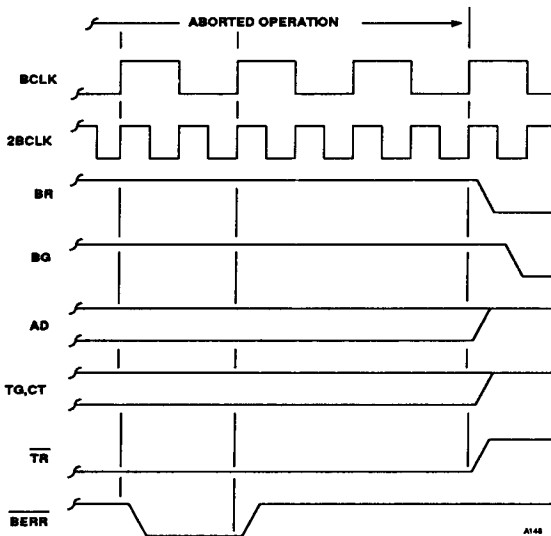 ABORTED OPERATION
BCLK
2BCLK
BR
BG
AD
TG,CT
TR
BERR
A148